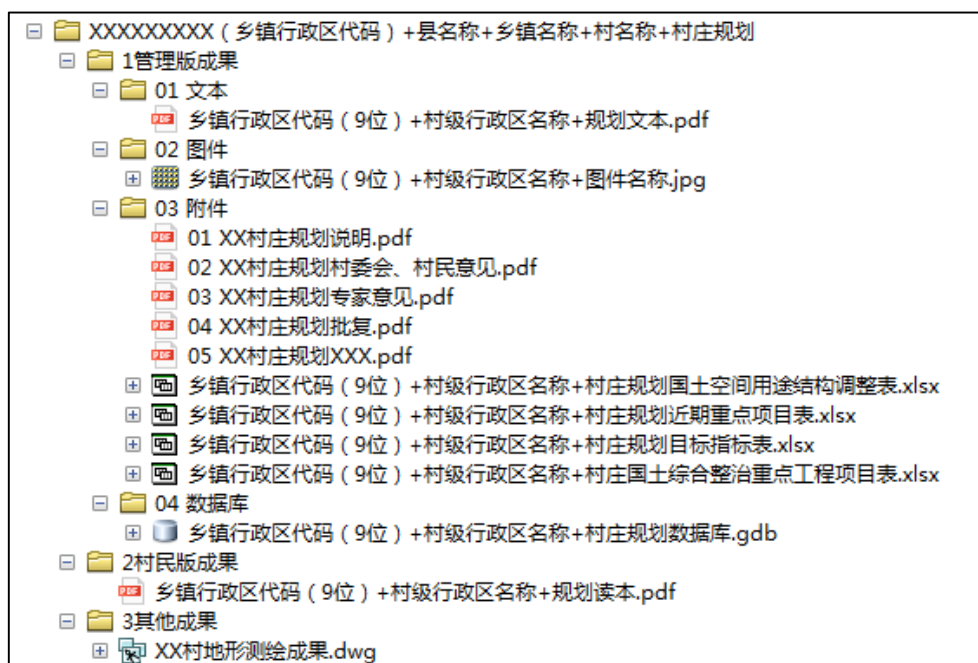 XXXXXXXXX（乡镇行政区代码）+县名称+乡镇名称+村名称+村庄规划
1管理版成果
01 文本
乡镇行政区代码（9位）+村级行政区名称+规划文本.pdf
02 图件
乡镇行政区代码（9位）+村级行政区名称+图件名称.jpg
03 附件
01 XX村庄规划说明.pdf
02 XX村庄规划村委会、村民意见.pdf
03 XX村庄规划专家意见.pdf
04 XX村庄规划批复.pdf
05 XX村庄规划XXX.pdf
乡镇行政区代码（9位）+村级行政区名称+村庄规划国土空间用途结构调整表.xlsx
乡镇行政区代码（9位）+村级行政区名称+村庄规划近期重点项目表.xlsx
乡镇行政区代码（9位）+村级行政区名称+村庄规划目标指标表.xlsx
乡镇行政区代码（9位）+村级行政区名称+村庄国土综合整治重点工程项目表.xlsx
04 数据库
乡镇行政区代码（9位）+村级行政区名称+村庄规划数据库.gdb
2村民版成果
乡镇行政区代码（9位）+村级行政区名称+规划读本.pdf
3其他成果
XX村地形测绘成果.dwg